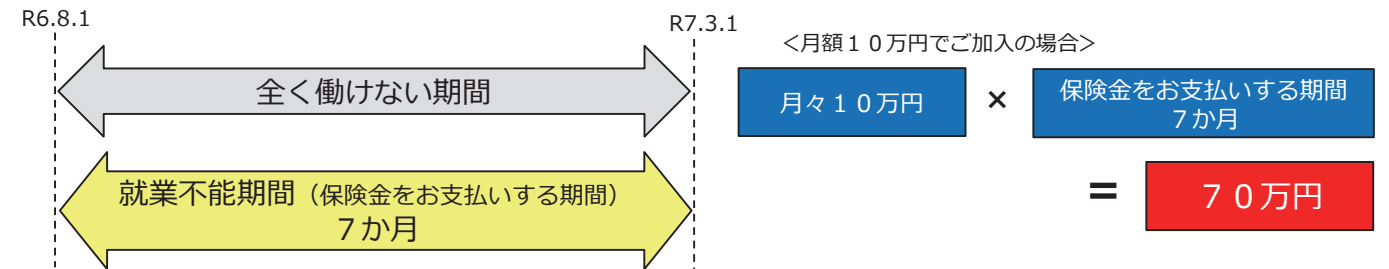 R6.8.1
R7.3.1
＜月額１０万円でご加入の場合＞
全く働けない期間
月々１０万円
×
保険金をお支払いする期間
７か月
就業不能期間（保険金をお支払いする期間）
７か月
＝
７０万円